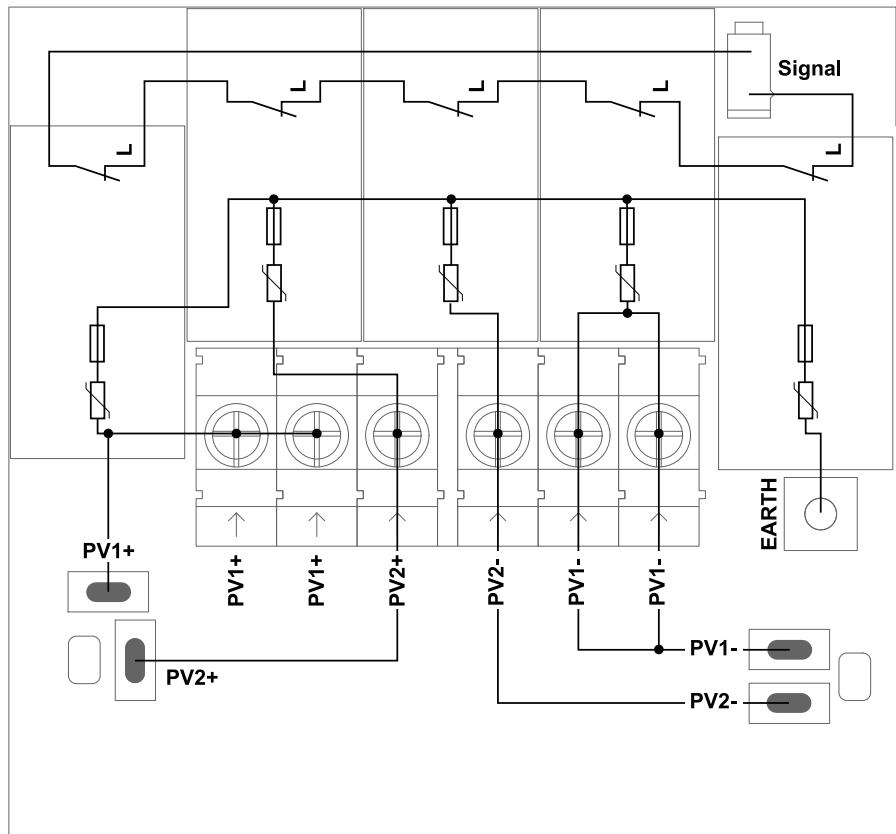 Signal
L
L
L
L
L
EARTH
PV1+
PV1+
PV1+
PV2+
PV2-
PV1-
PV1-
PV1-
PV2+
PV2-